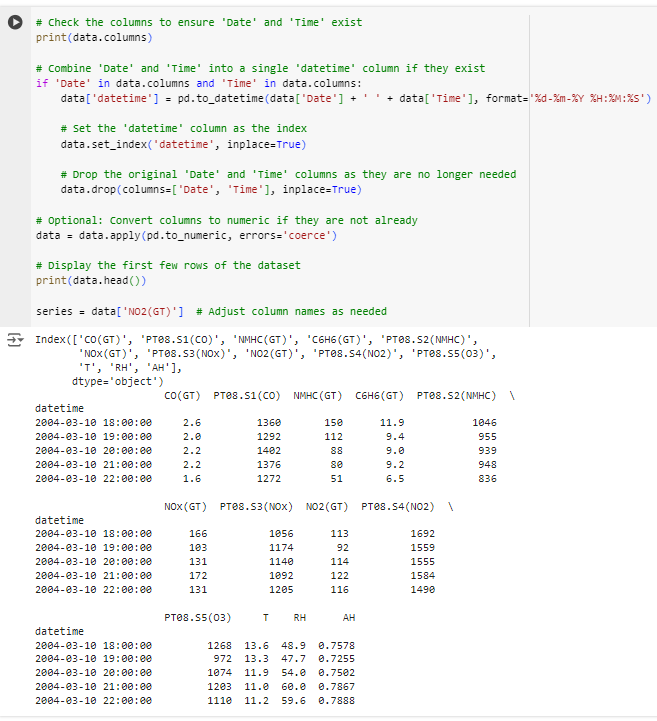 # Check the columns to ensure 'Date' and 'Time' exist
print(data.columns)
# Combine 'Date' and 'Time' into a single 'datetime' column if they exist
if 'Date' in data.columns and 'Time' in data.columns:
    data['datetime'] = pd.to_datetime(data['Date'] + ' ' + data['Time'], format='%d-%m-%Y %H:%M:%S')
    # Set the 'datetime' column as the index
    data.set_index('datetime', inplace=True)
    # Drop the original 'Date' and 'Time' columns as they are no longer needed
    data.drop(columns=['Date', 'Time'], inplace=True)
# Optional: Convert columns to numeric if they are not already
data = data.apply(pd.to_numeric, errors='coerce')
# Display the first few rows of the dataset
print(data.head())
series = data['NO2(GT)']  # Adjust column names as needed
Index(['CO(GT)', 'PT08.S1(CO)', 'NMHC(GT)', 'C6H6(GT)', 'PT08.S2(NMHC)',
       'NOx(GT)', 'PT08.S3(NOx)', 'NO2(GT)', 'PT08.S4(NO2)', 'PT08.S5(O3)',
       'T', 'RH', 'AH'],
      dtype='object')
                     CO(GT)  PT08.S1(CO)  NMHC(GT)  C6H6(GT)  PT08.S2(NMHC)  \
datetime
2004-03-10 18:00:00     2.6         1360       150      11.9           1046
2004-03-10 19:00:00     2.0         1292       112       9.4            955
2004-03-10 20:00:00     2.2         1402        88       9.0            939
2004-03-10 21:00:00     2.2         1376        80       9.2            948
2004-03-10 22:00:00     1.6         1272        51       6.5            836
                     NOx(GT)  PT08.S3(NOx)  NO2(GT)  PT08.S4(NO2)  \
datetime
2004-03-10 18:00:00      166          1056      113          1692
2004-03-10 19:00:00      103          1174       92          1559
2004-03-10 20:00:00      131          1140      114          1555
2004-03-10 21:00:00      172          1092      122          1584
2004-03-10 22:00:00      131          1205      116          1490
                     PT08.S5(O3)     T    RH      AH
datetime
2004-03-10 18:00:00         1268  13.6  48.9  0.7578
2004-03-10 19:00:00          972  13.3  47.7  0.7255
2004-03-10 20:00:00         1074  11.9  54.0  0.7502
2004-03-10 21:00:00         1203  11.0  60.0  0.7867
2004-03-10 22:00:00         1110  11.2  59.6  0.7888